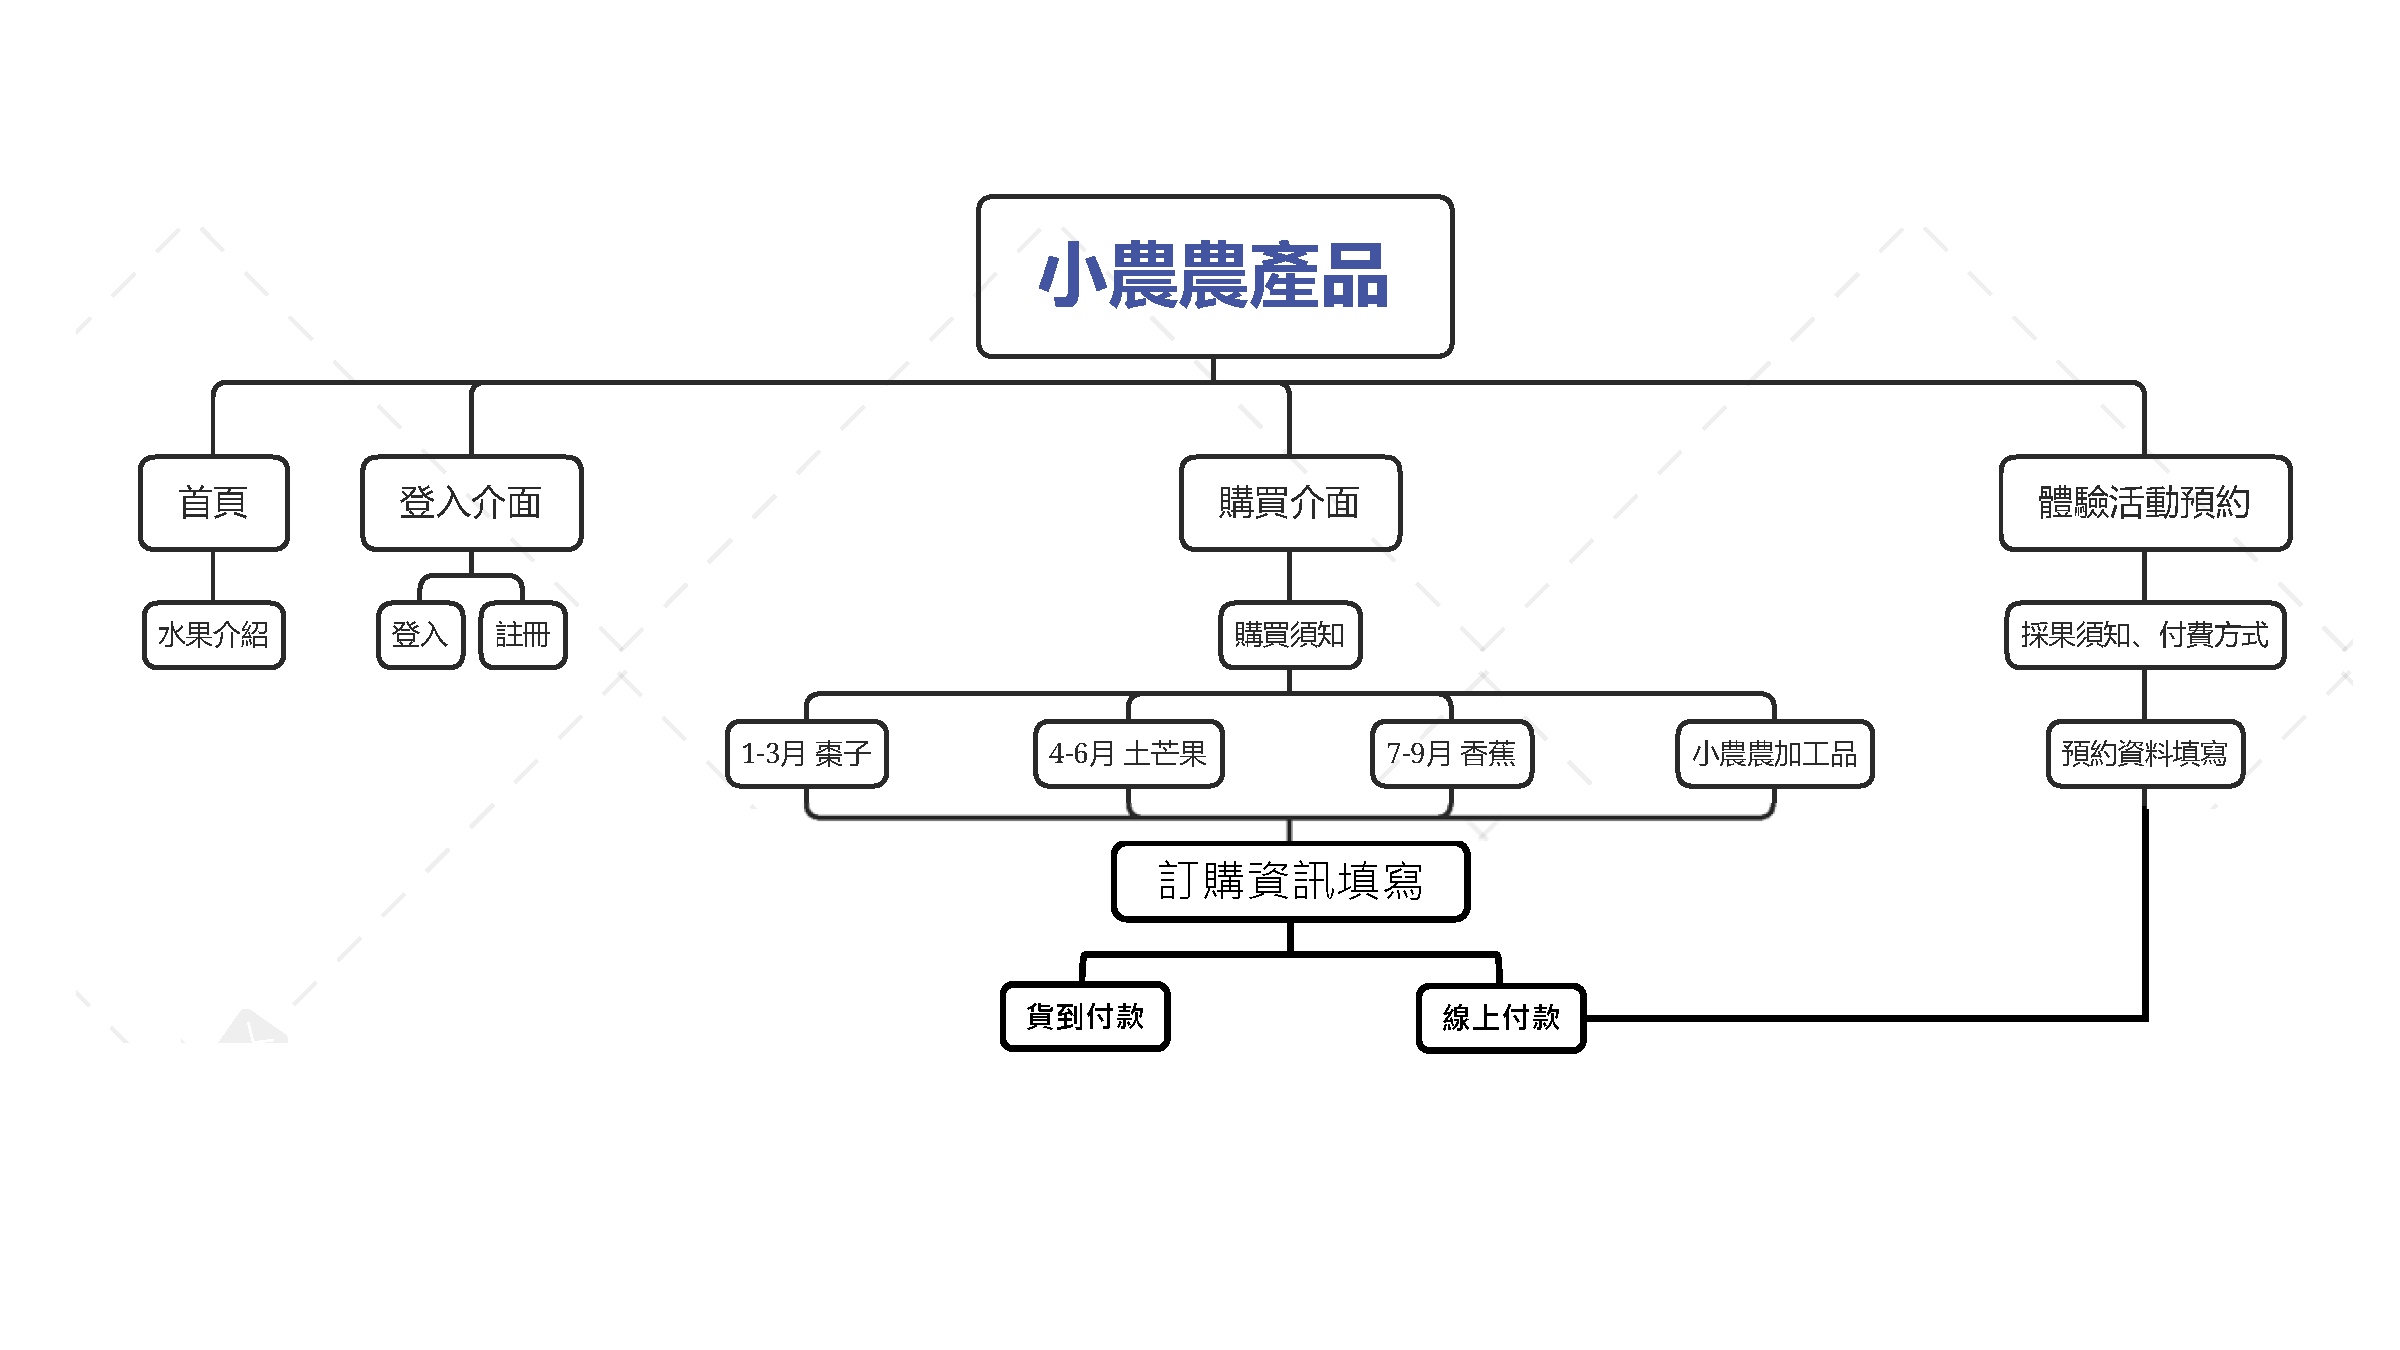 小農農產品
首頁
登入介面
購買介面
體驗活動預約
水果介紹
登入
註冊
購買須知
採果須知、付費方式
1-3月 棗子
4-6月 土芒果
7-9月 香蕉
小農農加工品
預約資料填寫
訂購資訊填寫
貨到付款
線上付款